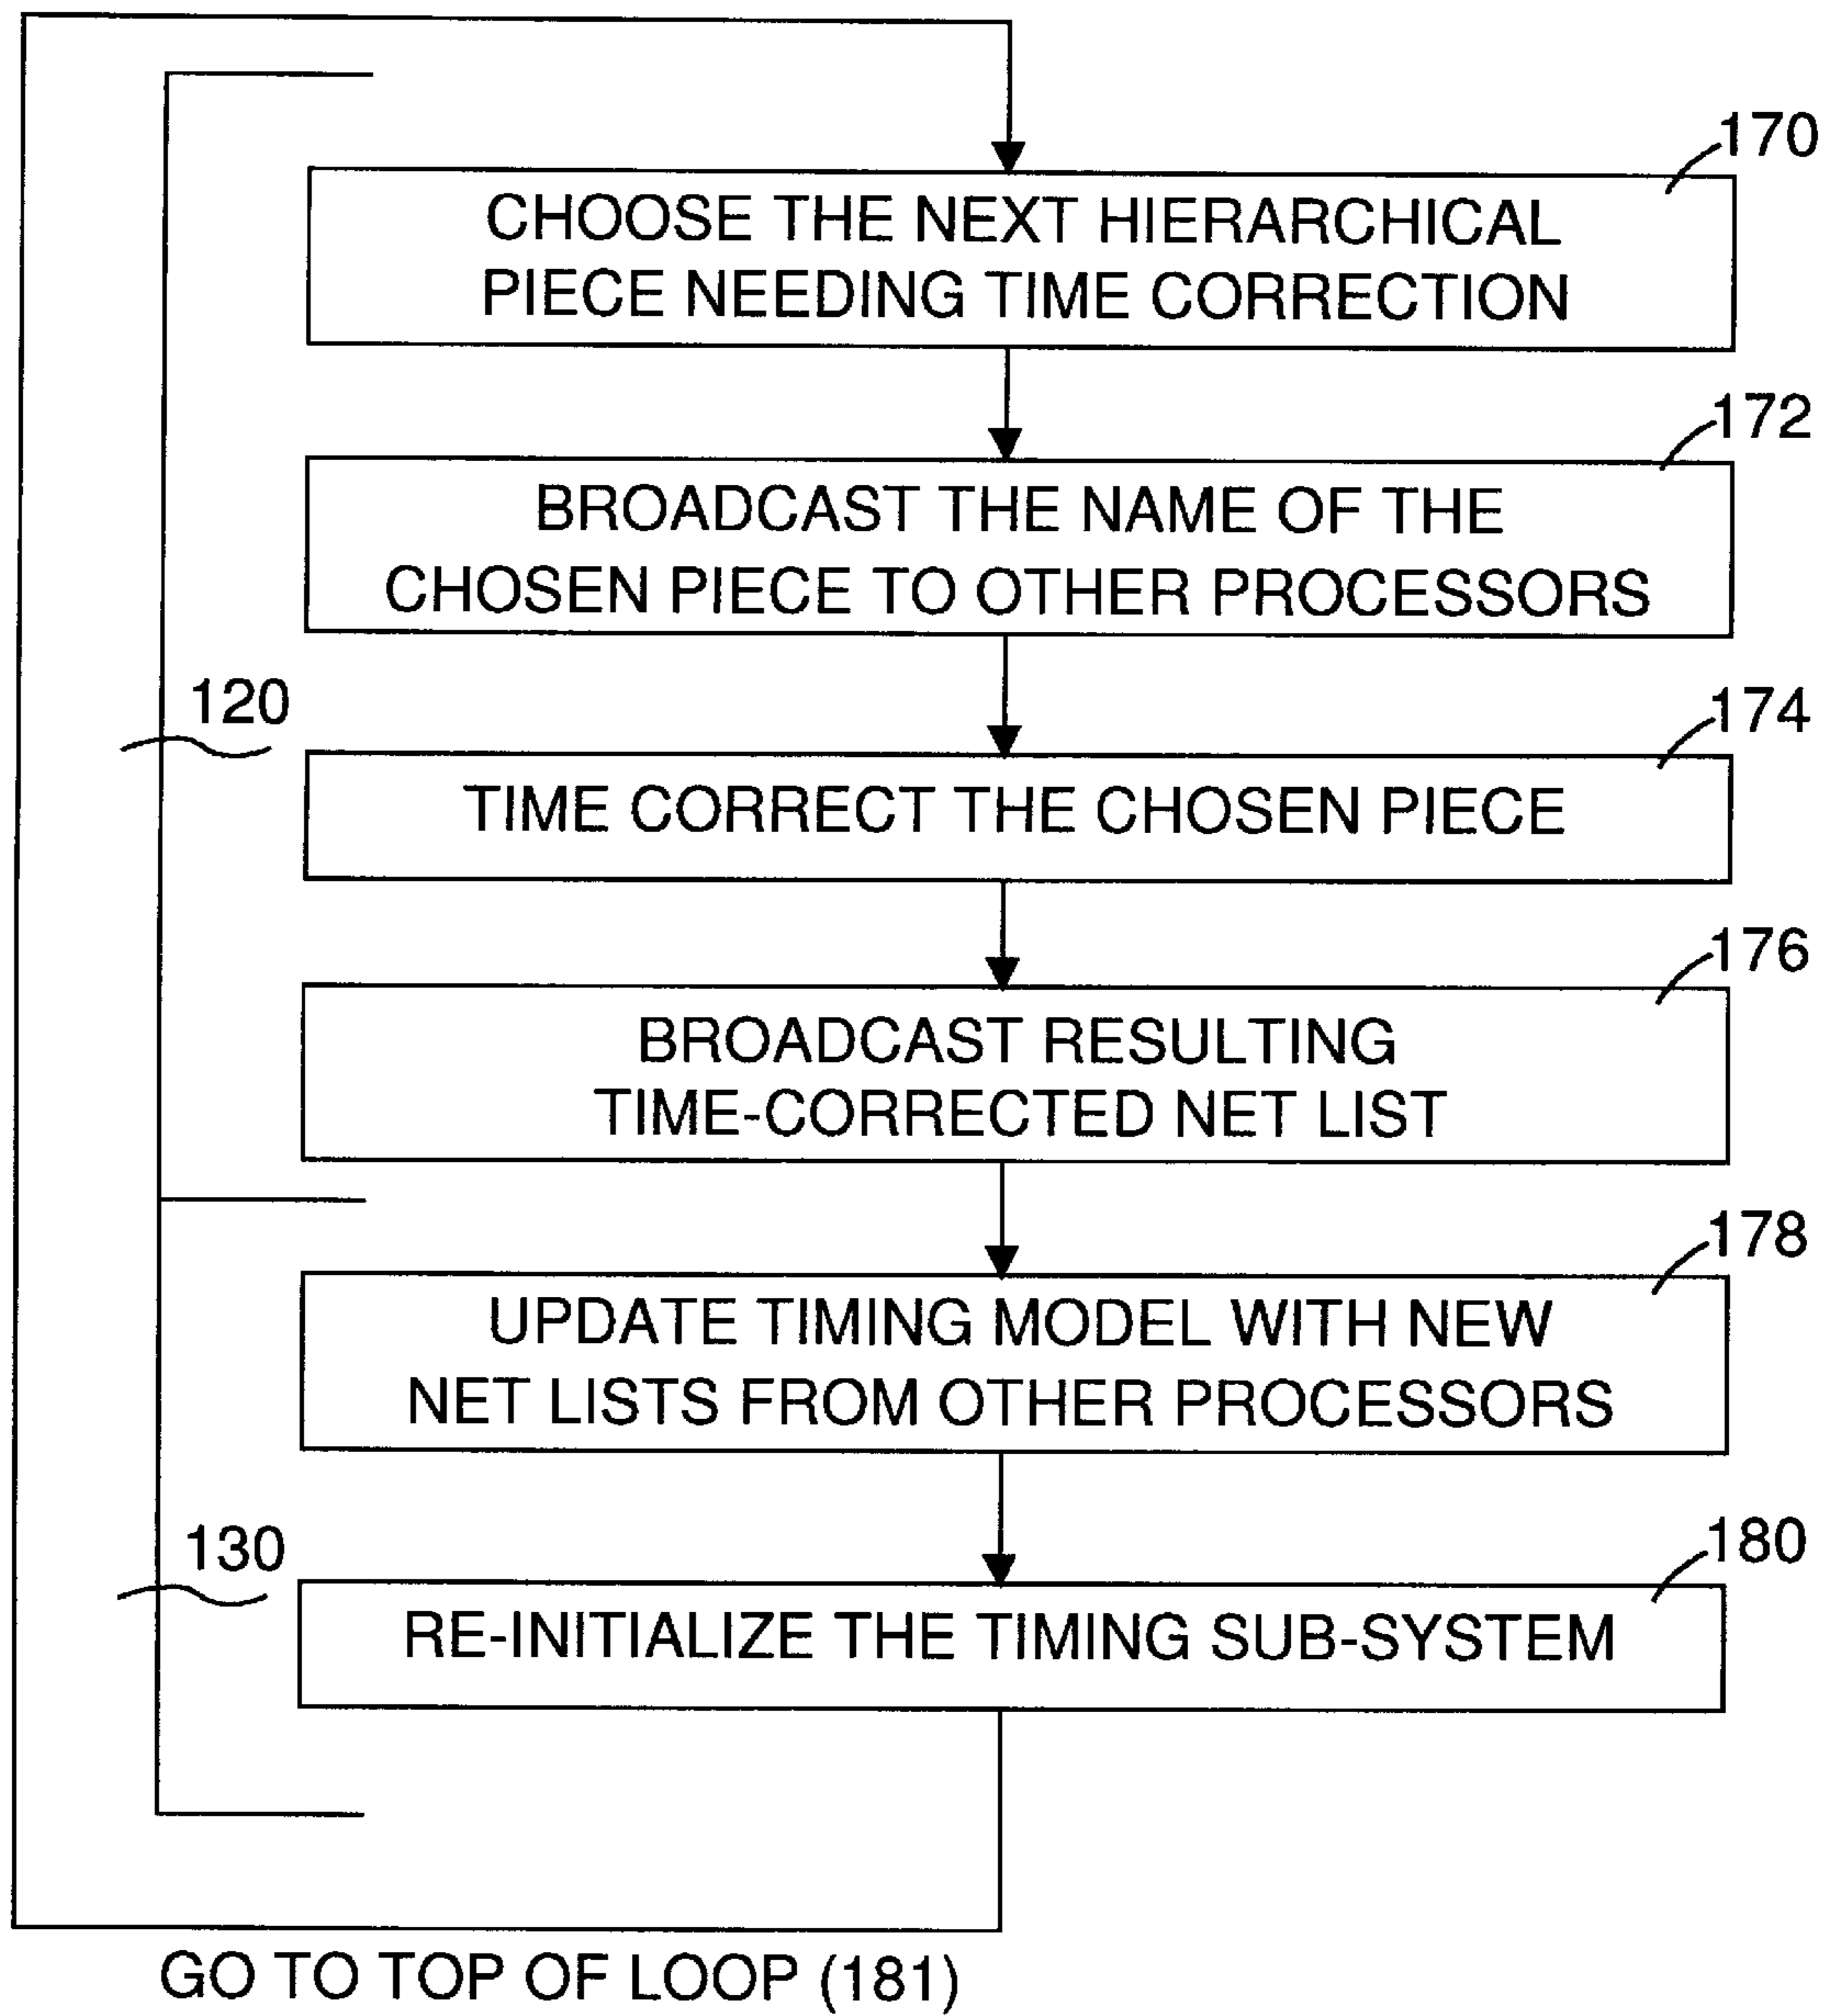 170
CHOOSE THE NEXT HIERARCHICAL
PIECE NEEDING TIME CORRECTION
172
BROADCAST THE NAME OF THE
CHOSEN PIECE TO OTHER PROCESSORS
120
174
TIME CORRECT THE CHOSEN PIECE
176
BROADCAST RESULTING
TIME-CORRECTED NET LIST
178
UPDATE TIMING MODEL WITH NEW
NET LISTS FROM OTHER PROCESSORS
130
180
RE-INITIALIZE THE TIMING SUB-SYSTEM
GO TO TOP OF LOOP (181)